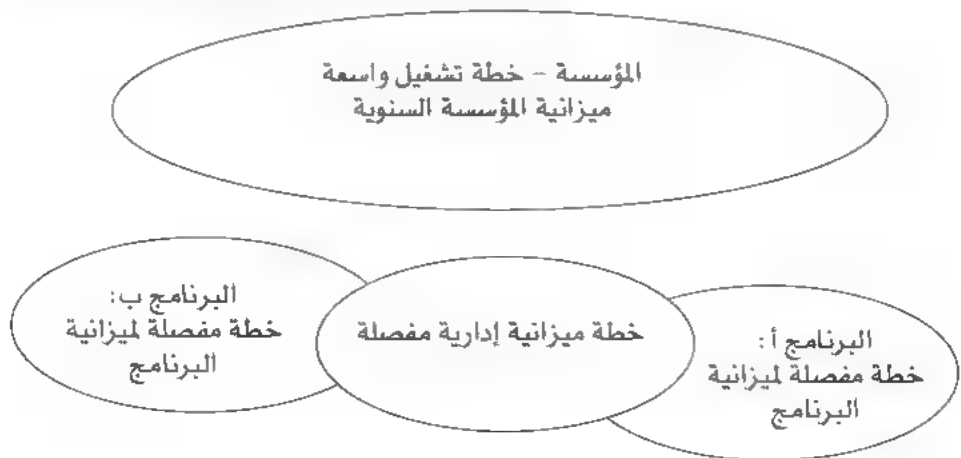 المؤسسة – خطة تشغيل واسعة
ميزانية المؤسسة السنوية
البرنامج أ:
خطة مفصلة لميزانية
البرنامج
خطة ميزانية إدارية مفصلة
البرنامج ب:
خطة مفصلة لميزانية
البرنامج